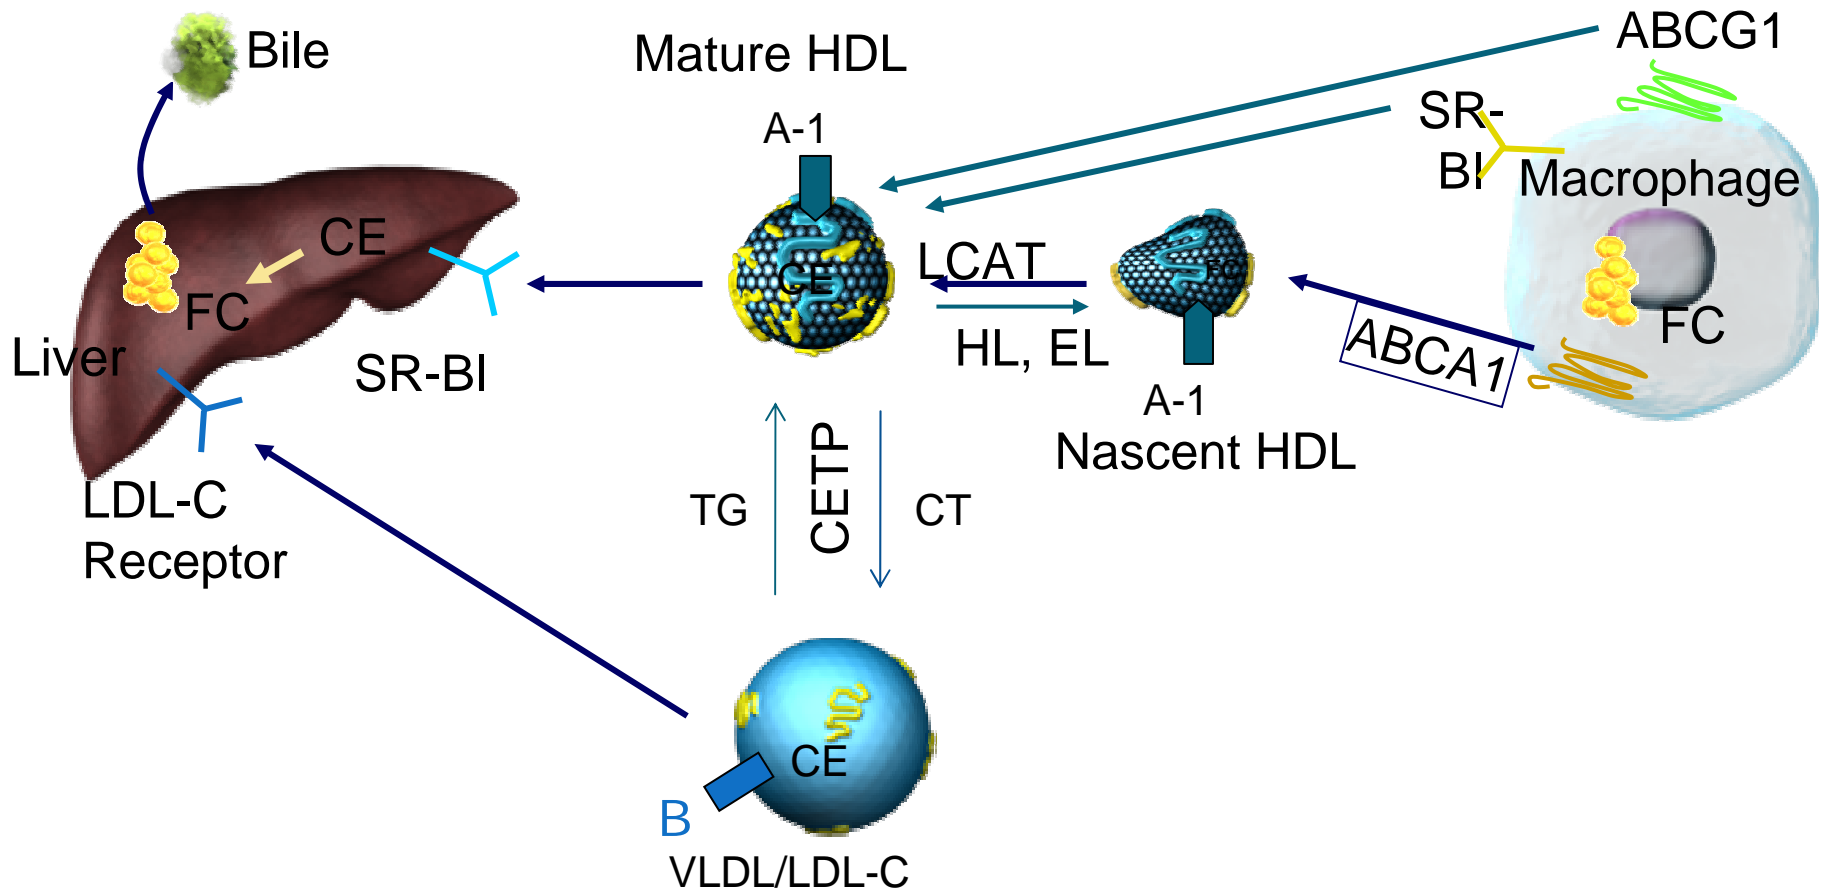 Bile
Mature HDL
ABCG1
A-1
SR-
BI
Macrophage
CE
FC
Liver
SR-BI
CE
LCAT
HL, EL
FC
A-1
Nascent HDL
ABCA1
FC
LDL-C
Receptor
TG
CETP
CT
CE
B
VLDL/LDL-C